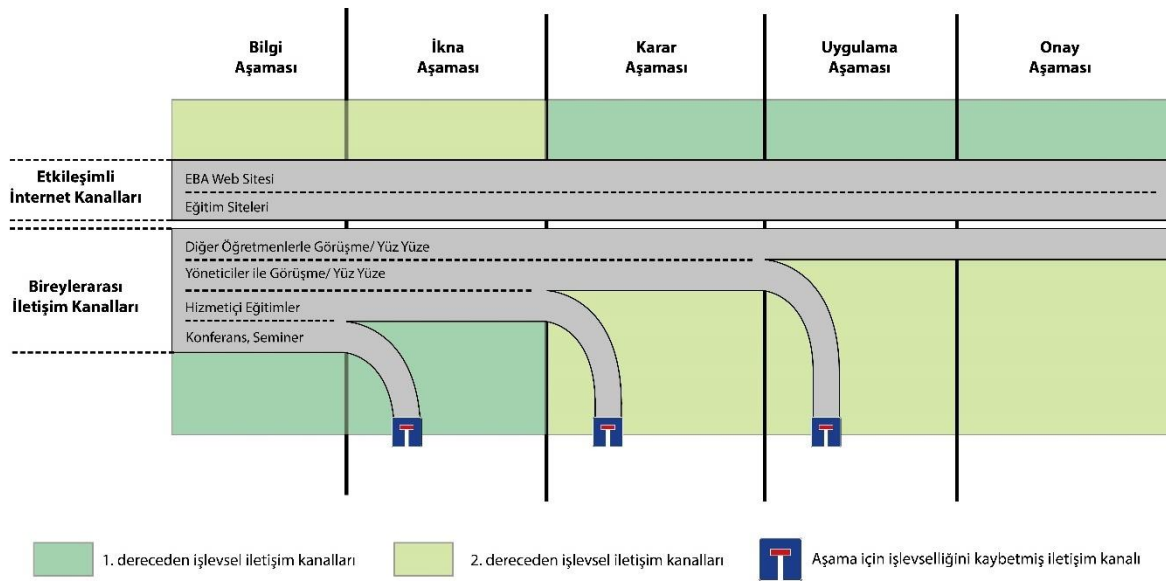 Bilgi
Aşaması
İkna
Aşaması
Karar
Aşaması
Uygulama
Aşaması
Onay
Aşaması
Etkileşimli
İnternet Kanalları
EBA Web Sitesi
Eğitim Siteleri
Bireylerarası
İletişim Kanalları
Diğer Öğretmenlerle Görüşme/ Yüz Yüze
Yöneticiler ile Görüşme/ Yüz Yüze
Hizmetiçi Eğitimler
Konferans, Seminer
1. dereceden işlevsel iletişim kanalları
2. dereceden işlevsel iletişim kanalları
Aşama için işlevselliğini kaybetmiş iletişim kanalı